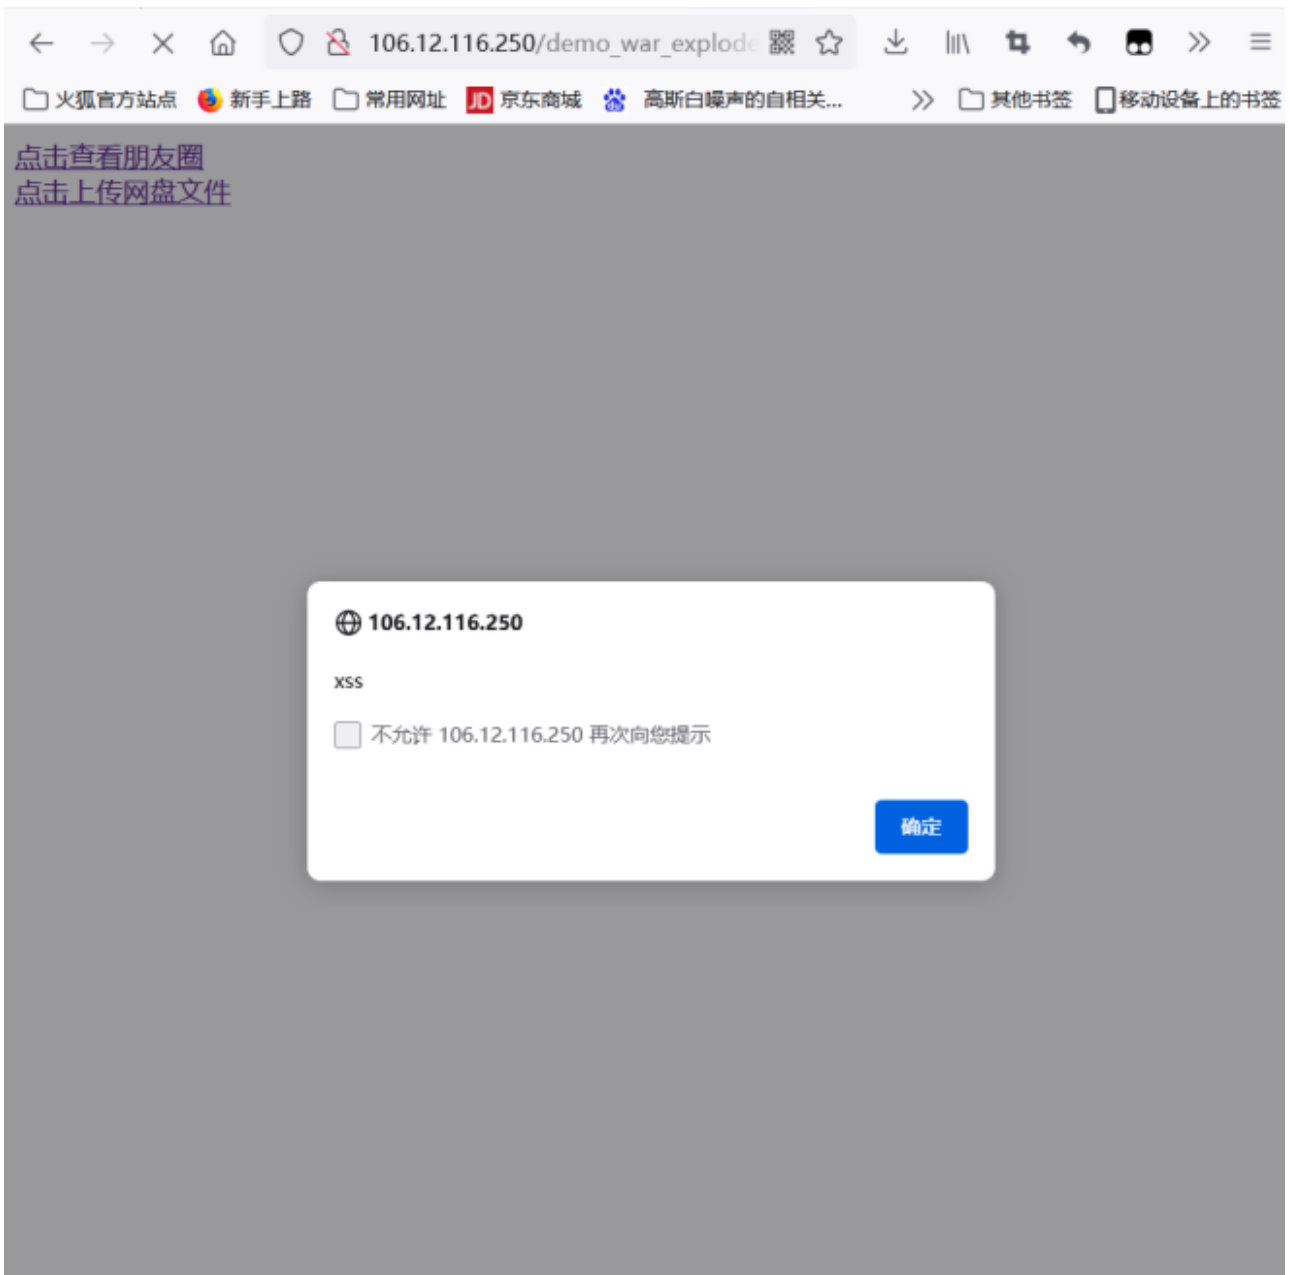 106.12.116.250/demo_war_explode
火狐官方站点 新手上路 常用网址 JD 京东商城 高斯白噪声的自相关... 其他书签 移动设备上的书签
点击查看朋友圈
点击上传网盘文件
106.12.116.250
xss
不允许 106.12.116.250 再次向您提示
确定